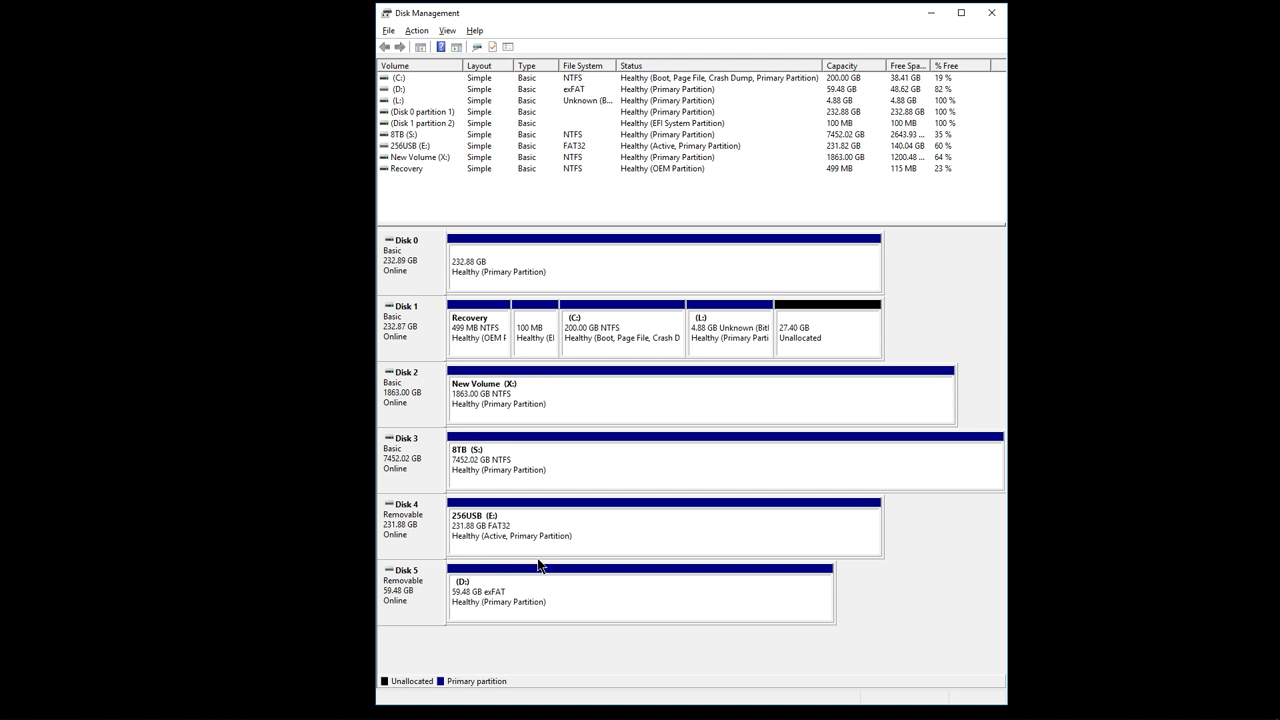 Disk Management
File Action View Help
Volume Layout Type File System Status Capacity Free Spa... % Free
(C:) Simple Basic NTFS Healthy (Boot, Page File, Crash Dump, Primary Partition) 200.00 GB 38.41 GB 19 %
(D:) Simple Basic exFAT Healthy (Primary Partition) 59.48 GB 48.62 GB 82 %
(L:) Simple Basic Unknown (B... Healthy (Primary Partition) 4.88 GB 4.88 GB 100 %
(Disk 0 partition 1) Simple Basic Healthy (Primary Partition) 232.88 GB 232.88 GB 100 %
(Disk 1 partition 2) Simple Basic Healthy (EFI System Partition) 100 MB 100 MB 100 %
8TB (S:) Simple Basic NTFS Healthy (Primary Partition) 7452.02 GB 2643.93 ... 35 %
256USB (E:) Simple Basic FAT32 Healthy (Active, Primary Partition) 231.82 GB 140.04 GB 60 %
New Volume (X:) Simple Basic NTFS Healthy (Primary Partition) 1863.00 GB 1200.48 ... 64 %
Recovery Simple Basic NTFS Healthy (OEM Partition) 499 MB 115 MB 23 %
Disk 0
Basic
232.89 GB
Online
232.88 GB
Healthy (Primary Partition)
Disk 1
Basic
232.87 GB
Online
Recovery
499 MB NTFS
Healthy (OEM P
100 MB
Healthy (EI
(C:)
200.00 GB NTFS
Healthy (Boot, Page File, Crash D
(L:)
4.88 GB Unknown (Bitl
Healthy (Primary Parti
27.40 GB
Unallocated
Disk 2
Basic
1863.00 GB
Online
New Volume (X:)
1863.00 GB NTFS
Healthy (Primary Partition)
Disk 3
Basic
7452.02 GB
Online
8TB (S:)
7452.02 GB NTFS
Healthy (Primary Partition)
Disk 4
Removable
231.88 GB
Online
256USB (E:)
231.88 GB FAT32
Healthy (Active, Primary Partition)
Disk 5
Removable
59.48 GB
Online
(D:)
59.48 GB exFAT
Healthy (Primary Partition)
Unallocated Primary partition